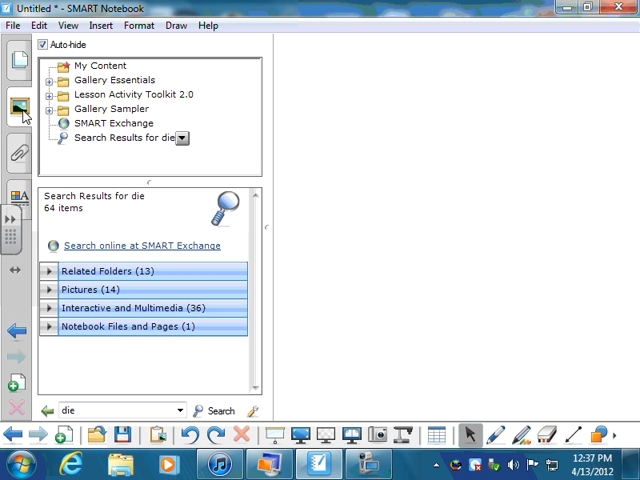 Untitled * - SMART Notebook
File Edit View Insert Format Draw Help
Auto-hide
My Content
Gallery Essentials
Lesson Activity Toolkit 2.0
Gallery Sampler
SMART Exchange
Search Results for die
Search Results for die
64 items
Search online at SMART Exchange
Related Folders (13)
Pictures (14)
Interactive and Multimedia (36)
Notebook Files and Pages (1)
die Search
12:37 PM
4/13/2012